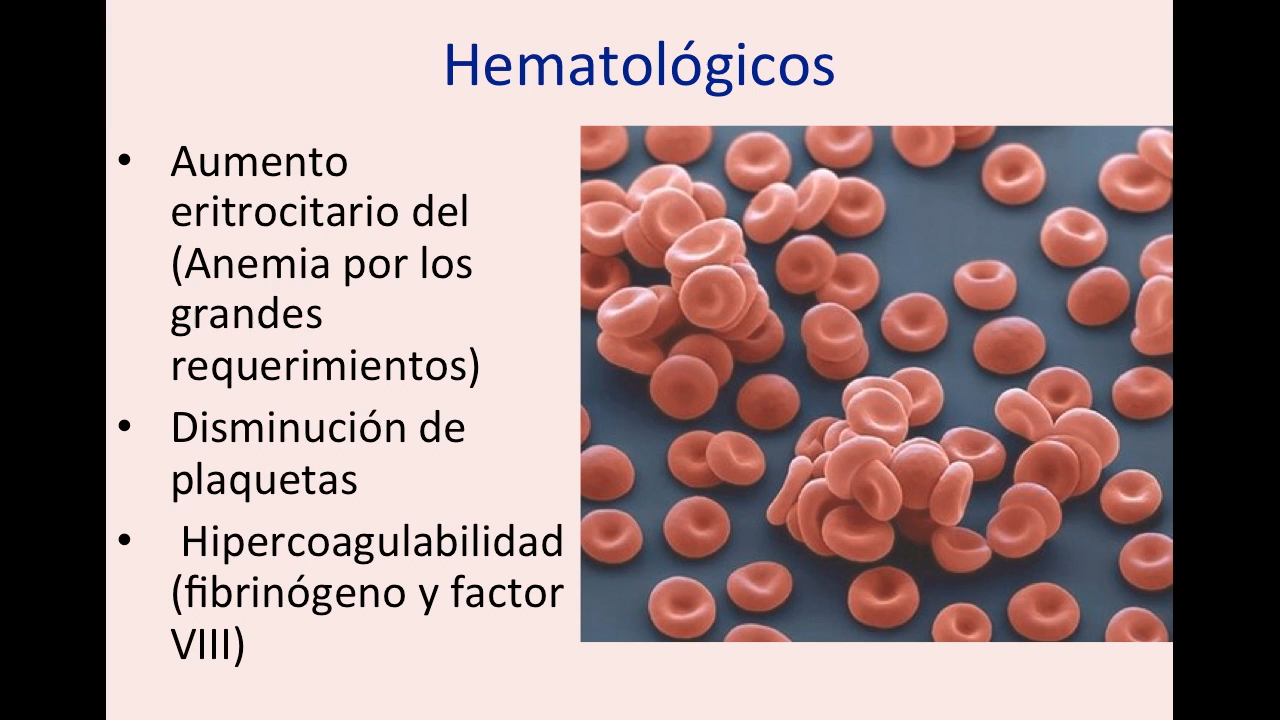 Hematológicos
• Aumento
eritrocitario del
(Anemia por los
grandes
requerimientos)
• Disminución de
plaquetas
• Hipercoagulabilidad
(fibrinógeno y factor
VIII)